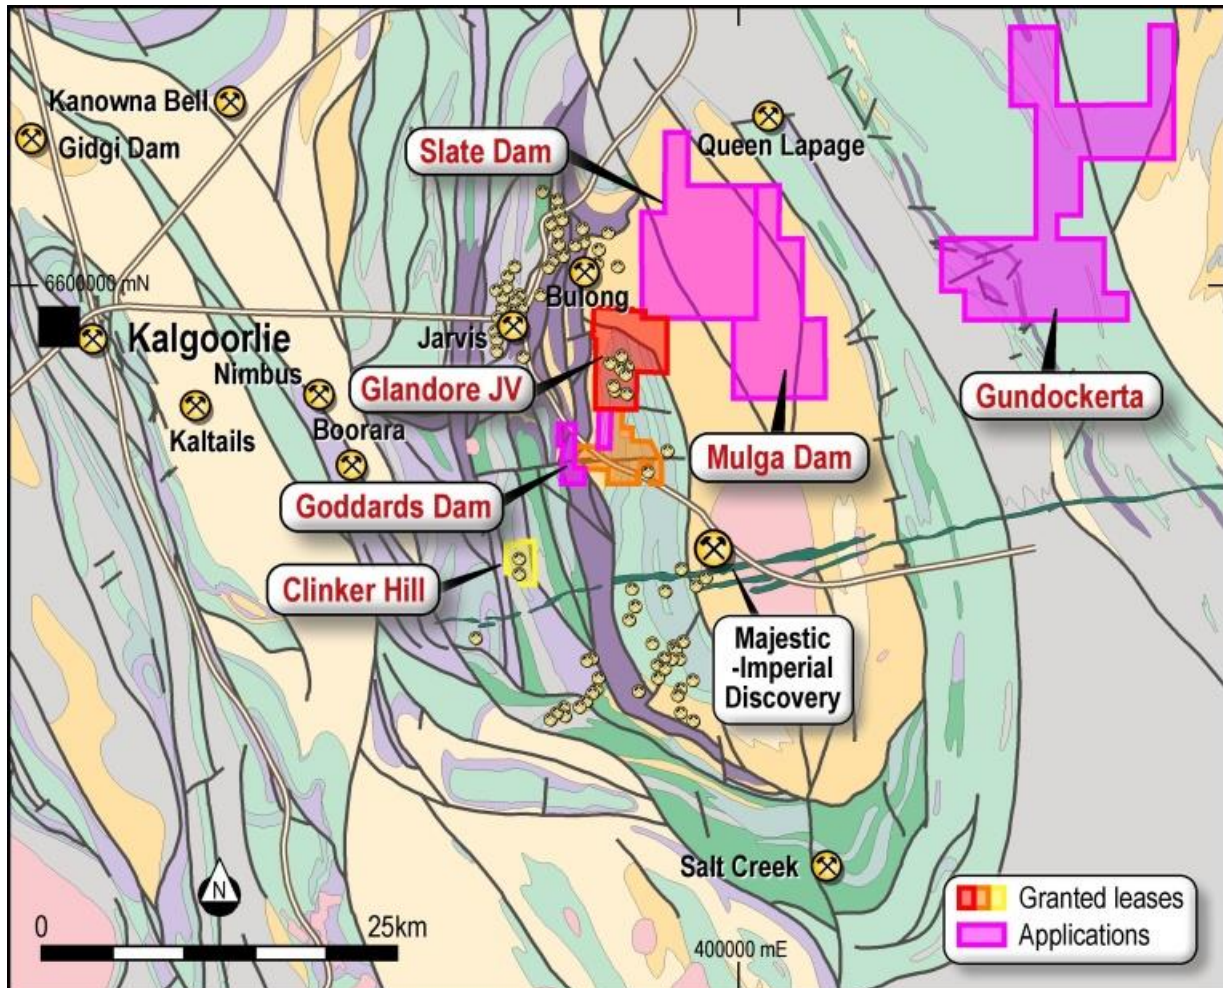 Kanowna Bell
Gidgi Dam
Slate Dam
Queen Lapage
6600000 mN
Bulong
Kalgoorlie
Jarvis
Nimbus
Glandore JV
Gundockerta
Kaltails
Boorara
Mulga Dam
Goddards Dam
Clinker Hill
Majestic
-Imperial
Discovery
Salt Creek
N
0
25km
400000 mE
Granted leases
Applications